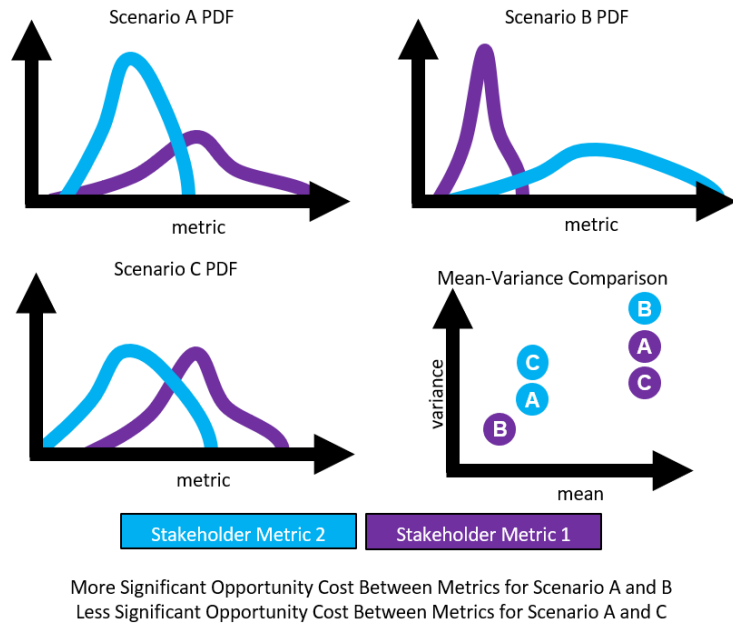 Scenario A PDF
metric
Scenario B PDF
metric
Scenario C PDF
metric
Mean-Variance Comparison
variance
B
A
C
C
A
B
mean
Stakeholder Metric 2
Stakeholder Metric 1
More Significant Opportunity Cost Between Metrics for Scenario A and B
Less Significant Opportunity Cost Between Metrics for Scenario A and C